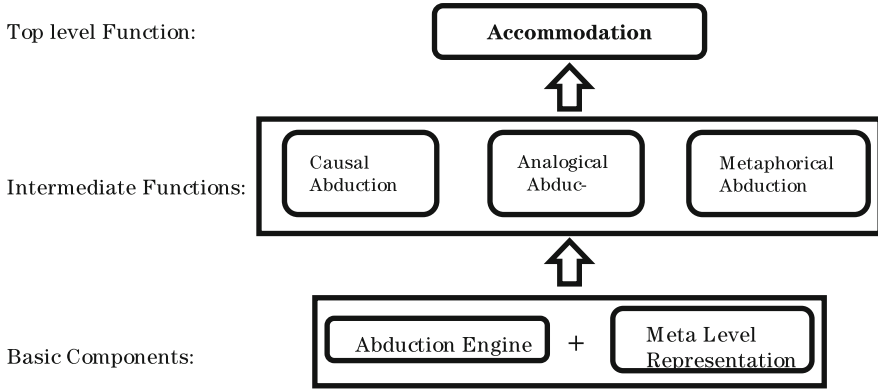 Top level Function:
Accommodation
Causal
Abduction
Analogical
Abduc-
Metaphorical
Abduction
Intermediate Functions:
Abduction Engine
+
Meta Level
Representation
Basic Components: